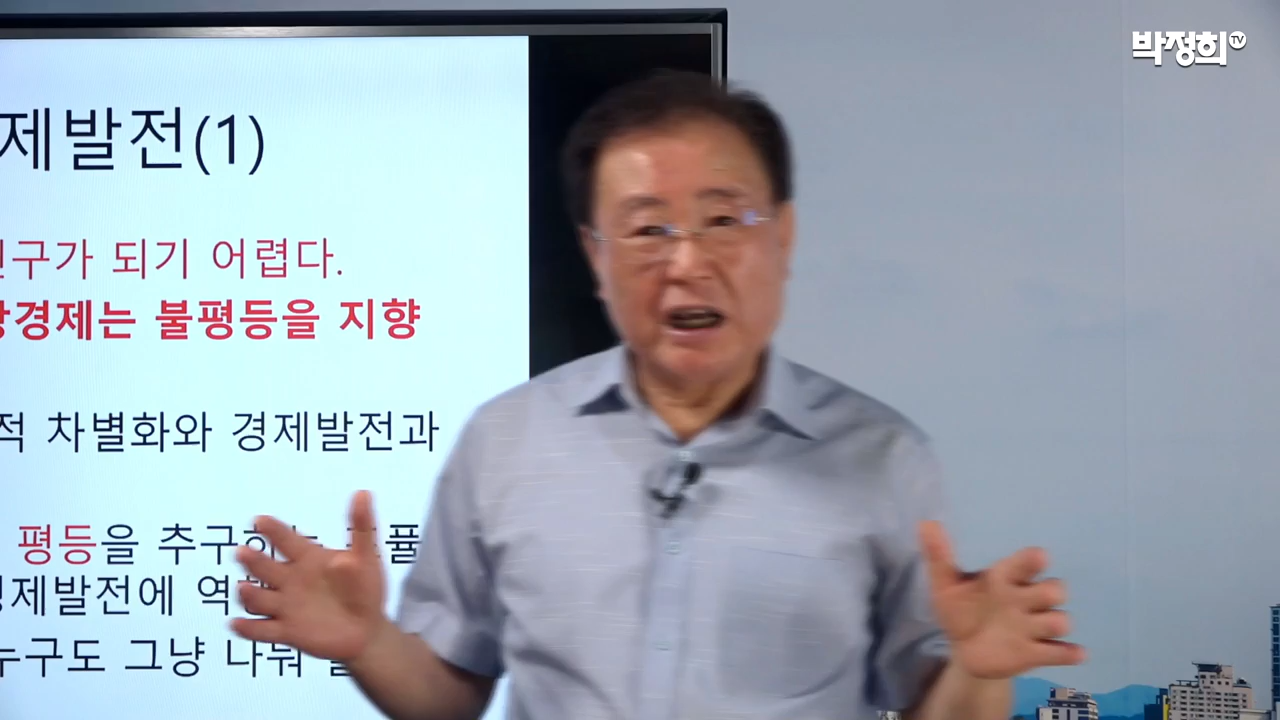 박정희TV
제발전(1)
구가 되기 어렵다.
경제는 불평등을 지향
적 차별화와 경제발전과
평등을 추구하는
제발전에
누구도 그냥 나눠